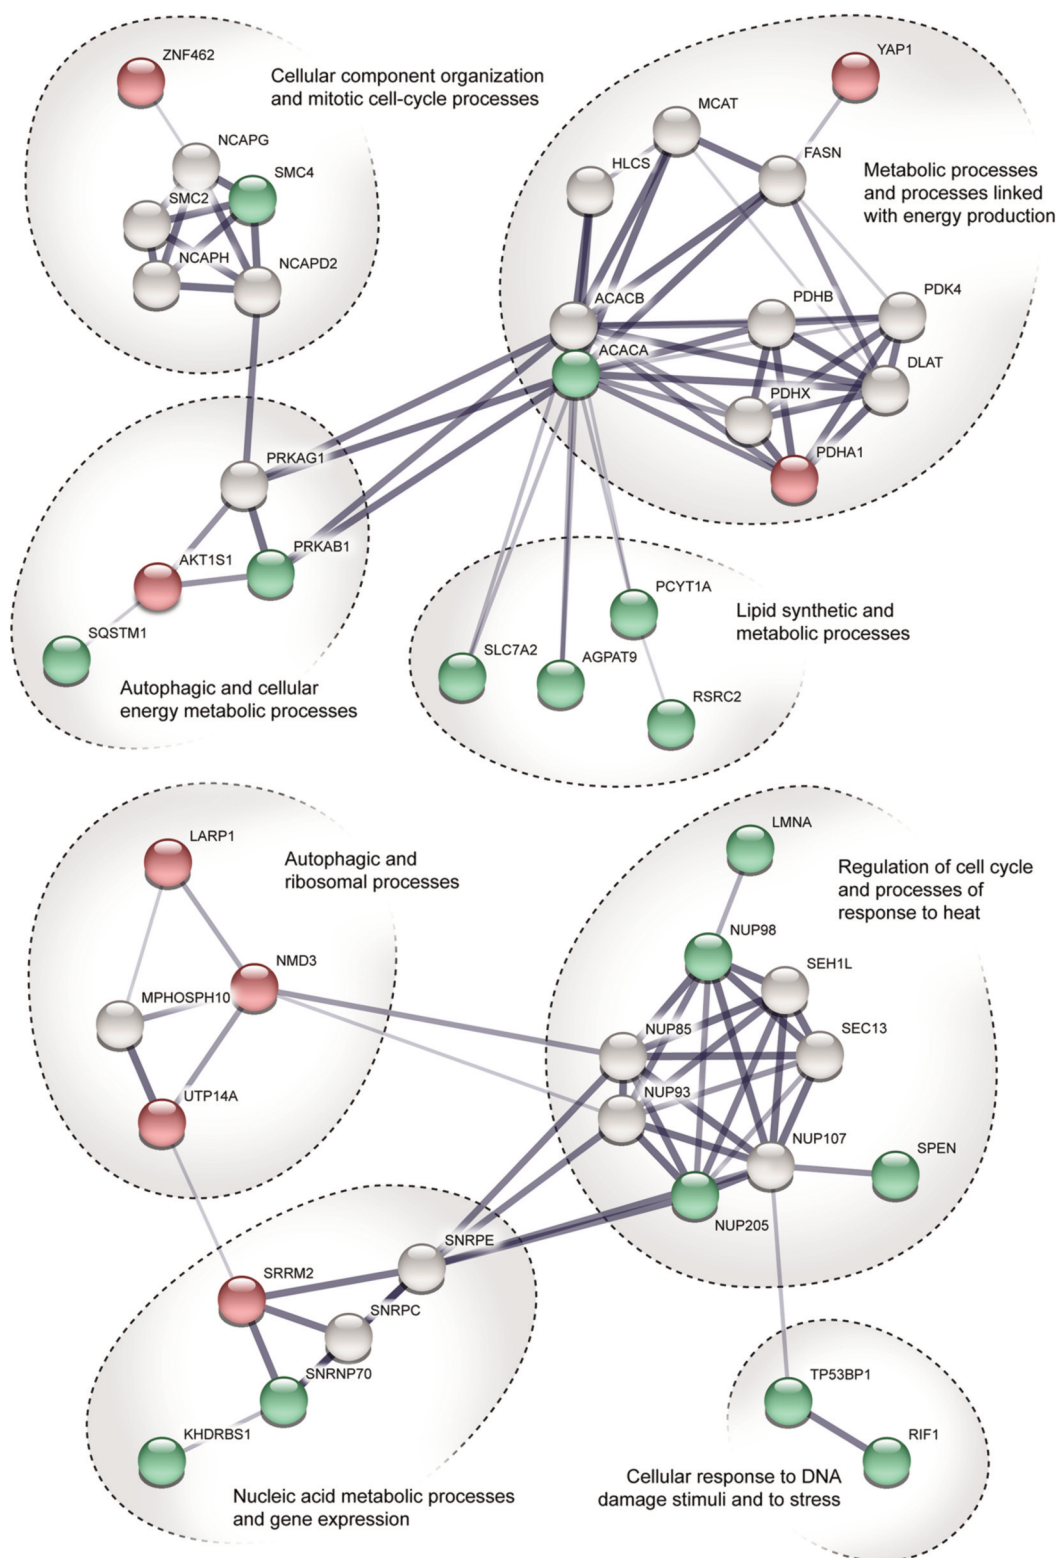 ZNF462
Cellular component organization
and mitotic cell-cycle processes
NCAPG
SMC4
SMC2
NCAPH
NCAPD2
YAP1
MCAT
FASN
HLCS
Metabolic processes
and processes linked
with energy production
ACACB
PDHB
PDK4
ACACA
DLAT
PDHX
PDHA1
PRKAG1
AKT1S1
PRKAB1
SQSTM1
Autophagic and cellular
energy metabolic processes
PCYT1A
Lipid synthetic and
metabolic processes
SLC7A2
AGPAT9
RSRC2
LARP1
Autophagic and
ribosomal processes
NMD3
MPHOSPH10
UTP14A
LMNA
Regulation of cell cycle
and processes of
response to heat
NUP98
SEH1L
NUP85
SEC13
NUP93
NUP107
SPEN
NUP205
SNRPE
SRRM2
SNRPC
SNRNP70
KHDRBS1
Nucleic acid metabolic processes
and gene expression
TP53BP1
RIF1
Cellular response to DNA
damage stimuli and to stress